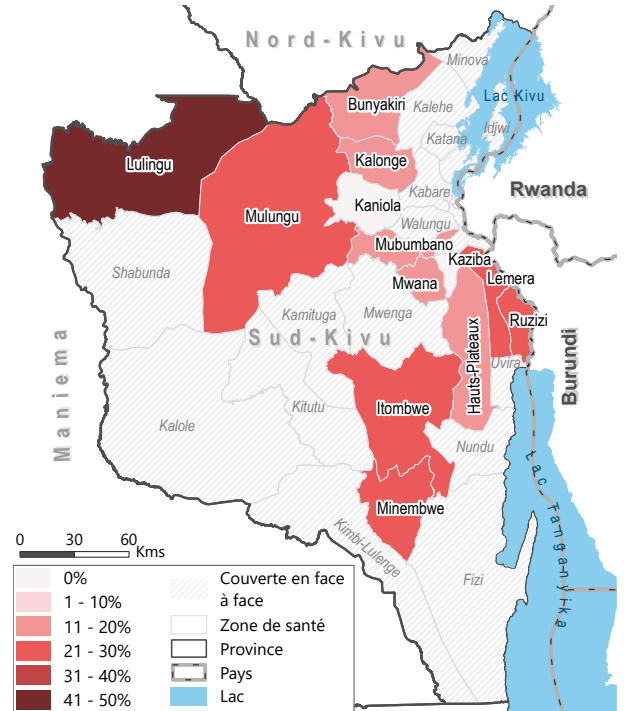 Nord-Kivu
Minova
Bunyakiri
Kalehe
Lac Kivu
Idjwi
Katana
Lulingu
Kalonge
Kabare
Rwanda
Kaniola
Mulungu
Walungu
Mubumbano
Kaziba
Shabunda
Mwana
Lemera
Kamituga
Mwenga
Ruzizi
Sud-Kivu
Hauts-Plateaux
Uvira
Burundi
Maniema
Itombwe
Kitutu
Kalole
Nundu
Lac Tanganyika
Minembwe
Kimbi-Lulenge
Fizi
0 30 60
Kms
0%
1 - 10%
11 - 20%
21 - 30%
31 - 40%
41 - 50%
Couverte en face
à face
Zone de santé
Province
Pays
Lac